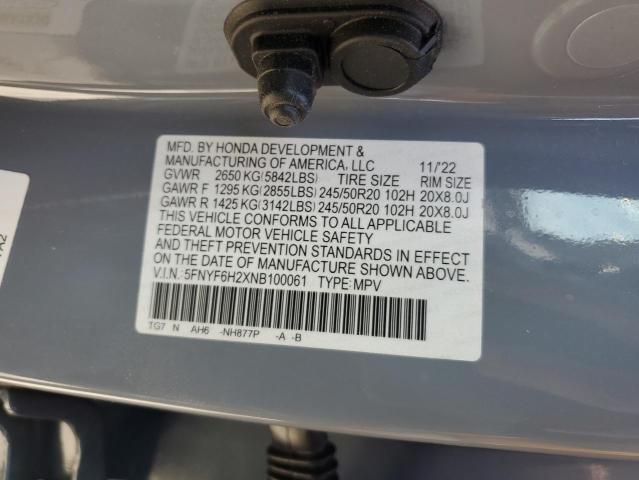 MFD. BY HONDA DEVELOPMENT &
MANUFACTURING OF AMERICA, LLC 11/'22
GVWR 2650 KG(5842LBS) TIRE SIZE RIM SIZE
GAWR F 1295 KG(2855LBS) 245/50R20 102H 20X8.0J
GAWR R 1425 KG(3142LBS) 245/50R20 102H 20X8.0J
THIS VEHICLE CONFORMS TO ALL APPLICABLE
FEDERAL MOTOR VEHICLE SAFETY
AND THEFT PREVENTION STANDARDS IN EFFECT
ON THE DATE OF MANUFACTURE SHOWN ABOVE.
V.I.N.: 5FNYF6H2XNB100061 TYPE: MPV
TG7 N AH6 -NH877P -A -B